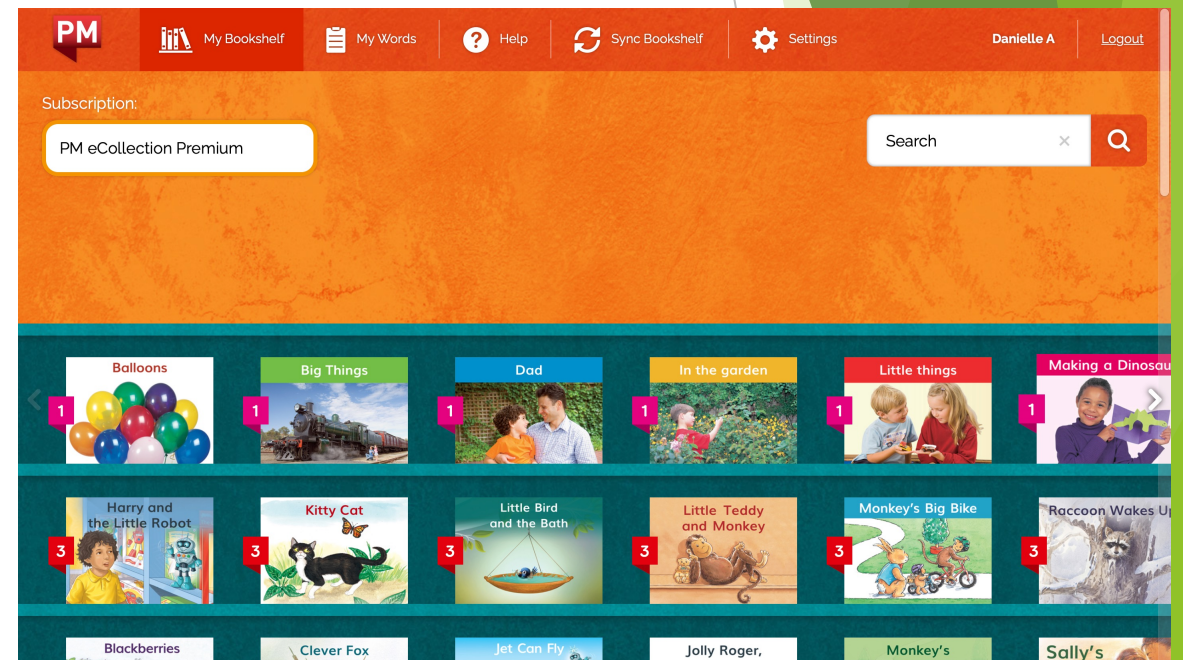 PM
My Bookshelf
My Words
? Help
Sync Bookshelf
Settings
Danielle A
Logout
Subscription:
PM eCollection Premium
Search ×
Balloons
1
Big Things
1
Dad
1
In the garden
1
Little things
1
Making a Dinosau
1
Harry and
the Little Robot
3
Kitty Cat
3
Little Bird
and the Bath
3
Little Teddy
and Monkey
3
Monkey's Big Bike
3
Raccoon Wakes Up
3
Blackberries
Clever Fox
Jet Can Fly
Jolly Roger,
Monkey's
Sally's